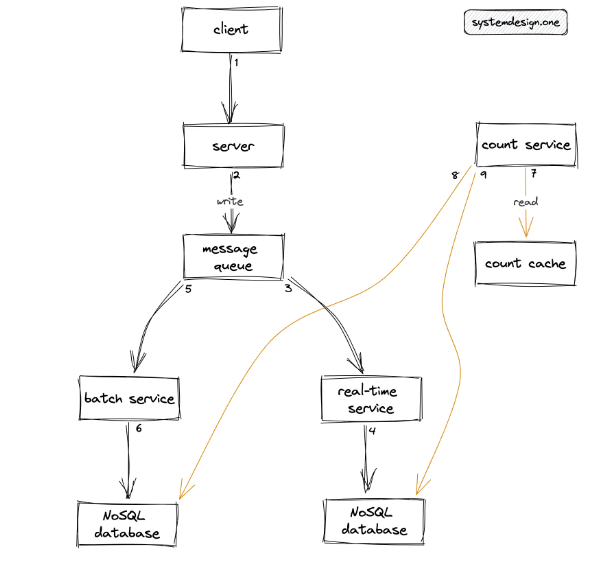 client
systemdesign.one
1
server
count service
2
8
9
7
write
read
message
queue
count cache
5
3
batch service
real-time
service
6
4
NoSQL
database
NoSQL
database